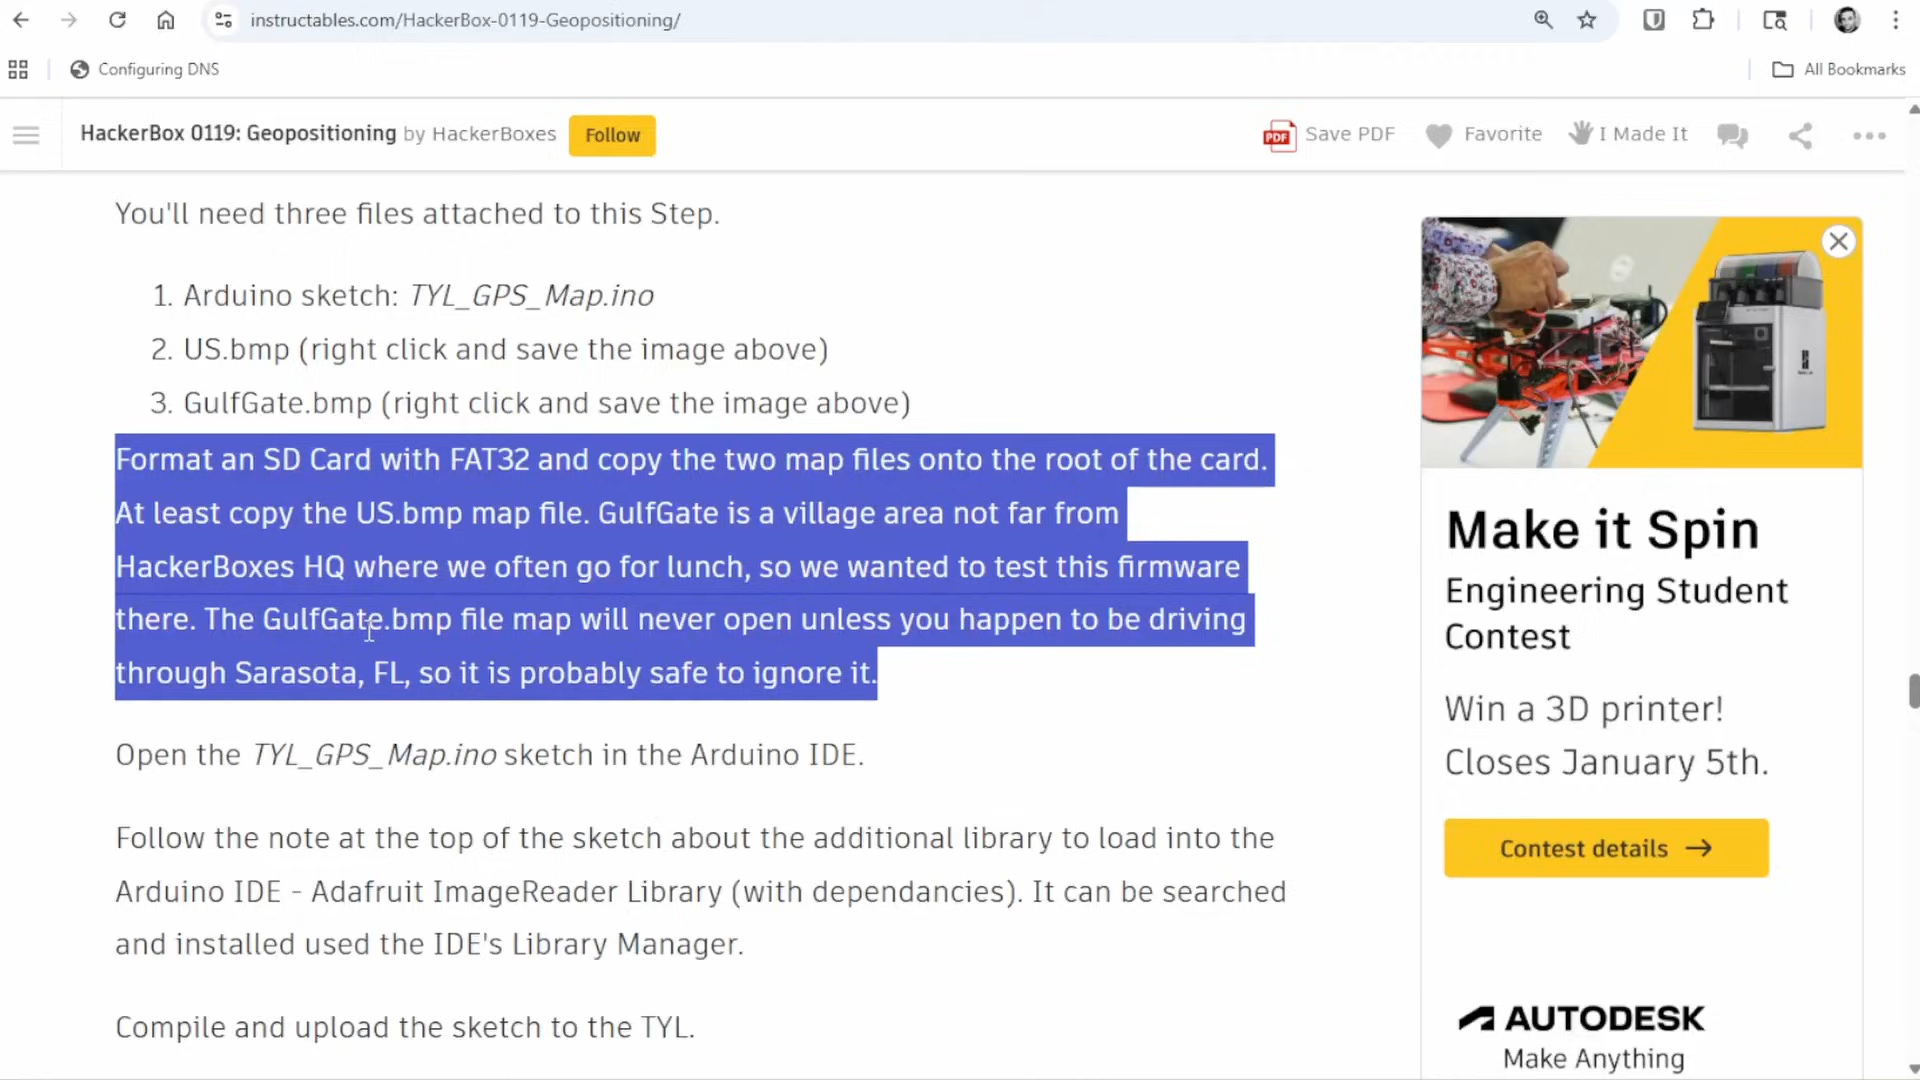 instructables.com/HackerBox-0119-Geopositioning/
Configuring DNS
All Bookmarks
HackerBox 0119: Geopositioning by HackerBoxes
Follow
PDF
Save PDF
Favorite
I Made It
You'll need three files attached to this Step.
1. Arduino sketch: TYL_GPS_Map.ino
2. US.bmp (right click and save the image above)
3. GulfGate.bmp (right click and save the image above)
Format an SD Card with FAT32 and copy the two map files onto the root of the card.
At least copy the US.bmp map file. GulfGate is a village area not far from
HackerBoxes HQ where we often go for lunch, so we wanted to test this firmware
there. The GulfGate.bmp file map will never open unless you happen to be driving
through Sarasota, FL, so it is probably safe to ignore it.
Open the TYL_GPS_Map.ino sketch in the Arduino IDE.
Follow the note at the top of the sketch about the additional library to load into the
Arduino IDE - Adafruit ImageReader Library (with dependancies). It can be searched
and installed used the IDE's Library Manager.
Compile and upload the sketch to the TYL.
Make it Spin
Engineering Student
Contest
Win a 3D printer!
Closes January 5th.
Contest details →
AUTODESK
Make Anything